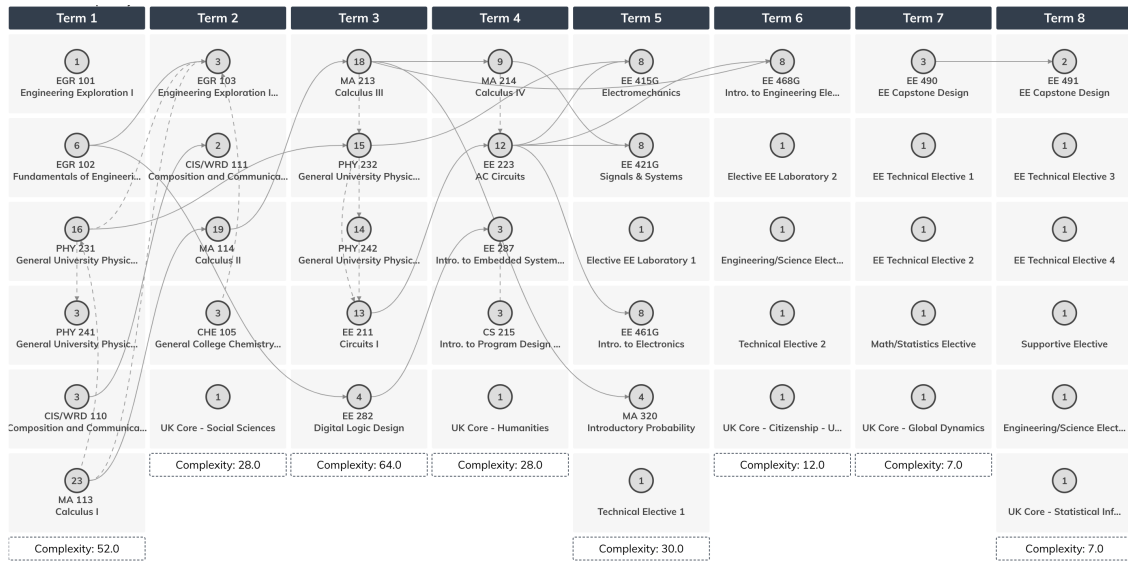 Term 1
Term 2
Term 3
Term 4
Term 5
Term 6
Term 7
Term 8
1
EGR 101
Engineering Exploration I
6
EGR 102
Fundamentals of Engineeri...
16
PHY 231
General University Physic...
3
PHY 241
General University Physic...
3
CIS/WRD 110
Composition and Communica...
23
MA 113
Calculus I
Complexity: 52.0
3
EGR 103
Engineering Exploration I...
2
CIS/WRD 111
Composition and Communica...
19
MA 114
Calculus II
3
CHE 105
General College Chemistry...
1
UK Core - Social Sciences
Complexity: 28.0
18
MA 213
Calculus III
15
PHY 232
General University Physic...
14
PHY 242
General University Physic...
13
EE 211
Circuits I
4
EE 282
Digital Logic Design
Complexity: 64.0
9
MA 214
Calculus IV
12
EE 223
AC Circuits
3
EE 287
Intro. to Embedded System...
3
CS 215
Intro. to Program Design ...
1
UK Core - Humanities
Complexity: 28.0
8
EE 415G
Electromechanics
8
EE 421G
Signals & Systems
1
Elective EE Laboratory 1
8
EE 461G
Intro. to Electronics
4
MA 320
Introductory Probability
1
Technical Elective 1
Complexity: 30.0
8
EE 468G
Intro. to Engineering Ele...
1
Elective EE Laboratory 2
1
Engineering/Science Elect...
1
Technical Elective 2
1
UK Core - Citizenship - U...
Complexity: 12.0
3
EE 490
EE Capstone Design
1
EE Technical Elective 1
1
EE Technical Elective 2
1
Math/Statistics Elective
1
UK Core - Global Dynamics
Complexity: 7.0
2
EE 491
EE Capstone Design
1
EE Technical Elective 3
1
EE Technical Elective 4
1
Supportive Elective
1
Engineering/Science Elect...
1
UK Core - Statistical Inf...
Complexity: 7.0